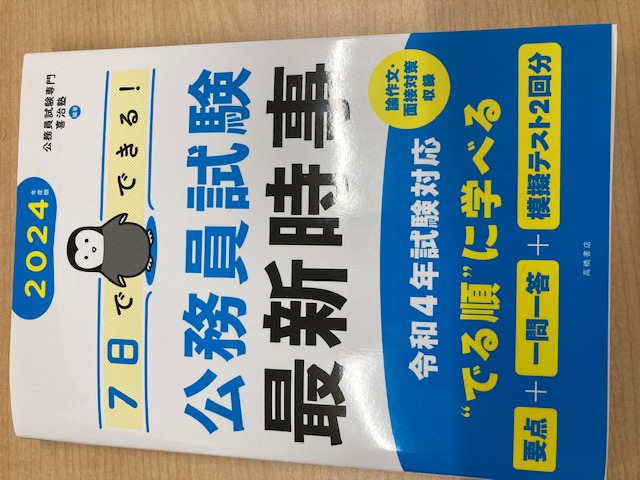 2024年度版
公務員試験専門
喜治塾
編著
7日でできる！
公務員試験
最新時事
論作文・
面接対策
収録
令和4年試験対応
“でる順”に学べる
要点＋一問一答＋模擬テスト2回分
高橋書店